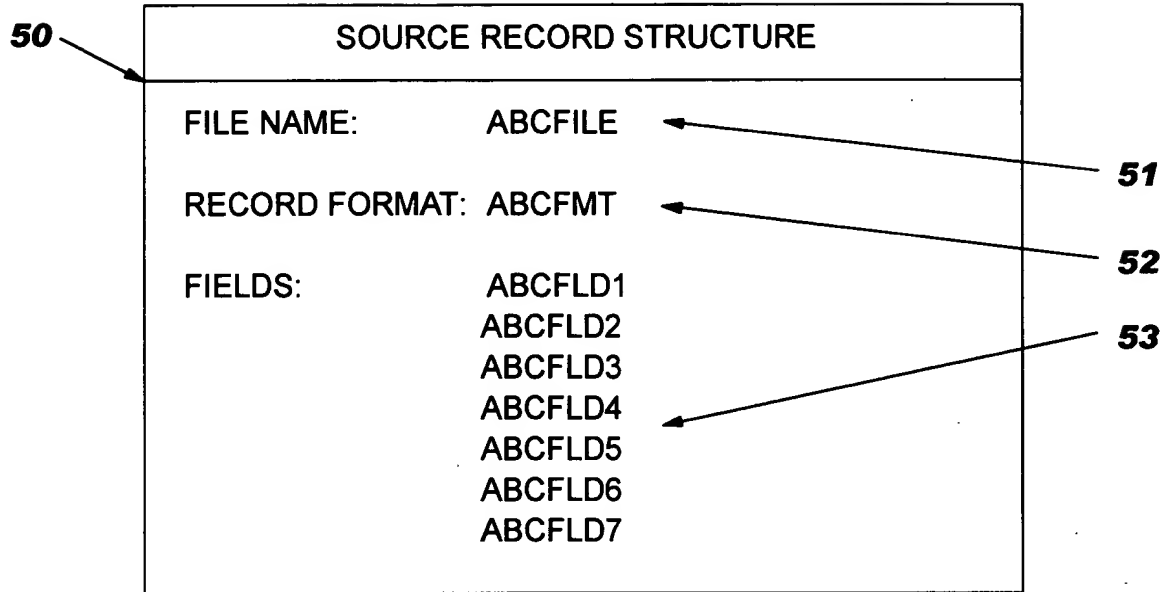 50
SOURCE RECORD STRUCTURE
FILE NAME: ABCFILE
51
RECORD FORMAT: ABCFMT
52
FIELDS: ABCFLD1
ABCFLD2
53
ABCFLD3
ABCFLD4
ABCFLD5
ABCFLD6
ABCFLD7